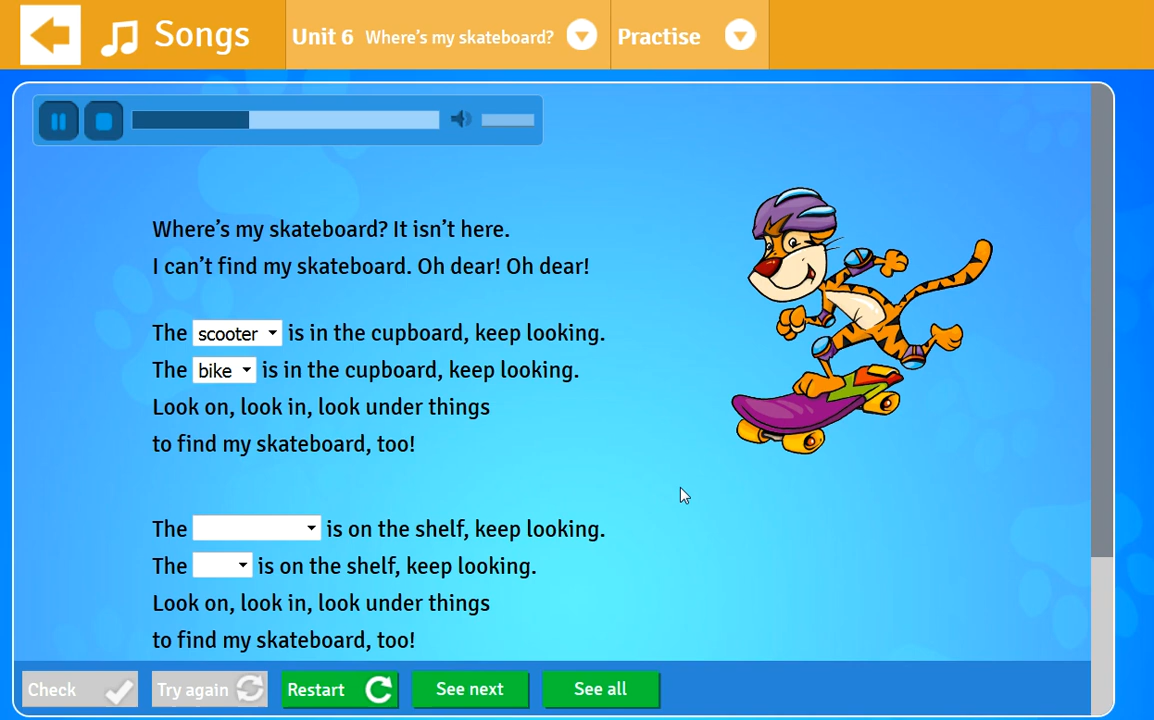 Songs
Unit 6 Where's my skateboard?
Practise
Where's my skateboard? It isn't here.
I can't find my skateboard. Oh dear! Oh dear!
The scooter is in the cupboard, keep looking.
The bike is in the cupboard, keep looking.
Look on, look in, look under things
to find my skateboard, too!
The is on the shelf, keep looking.
The is on the shelf, keep looking.
Look on, look in, look under things
to find my skateboard, too!
Check
Try again
Restart
See next
See all